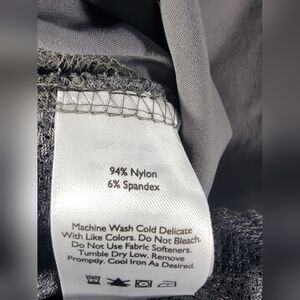 94% Nylon
6% Spandex
Machine Wash Cold Delicate
With Like Colors. Do Not Bleach.
Do Not Use Fabric Softeners.
Tumble Dry Low. Remove
Promptly. Cool Iron As Desired.